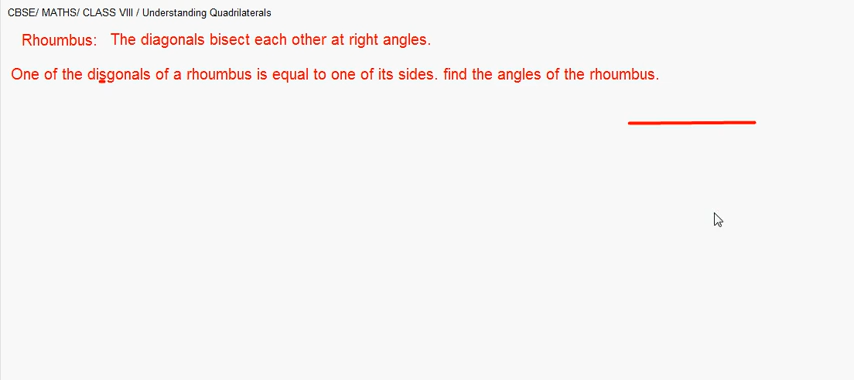 CBSE/ MATHS/ CLASS VIII / Understanding Quadrilaterals
Rhoumbus: The diagonals bisect each other at right angles.
One of the disgonals of a rhoumbus is equal to one of its sides. find the angles of the rhoumbus.